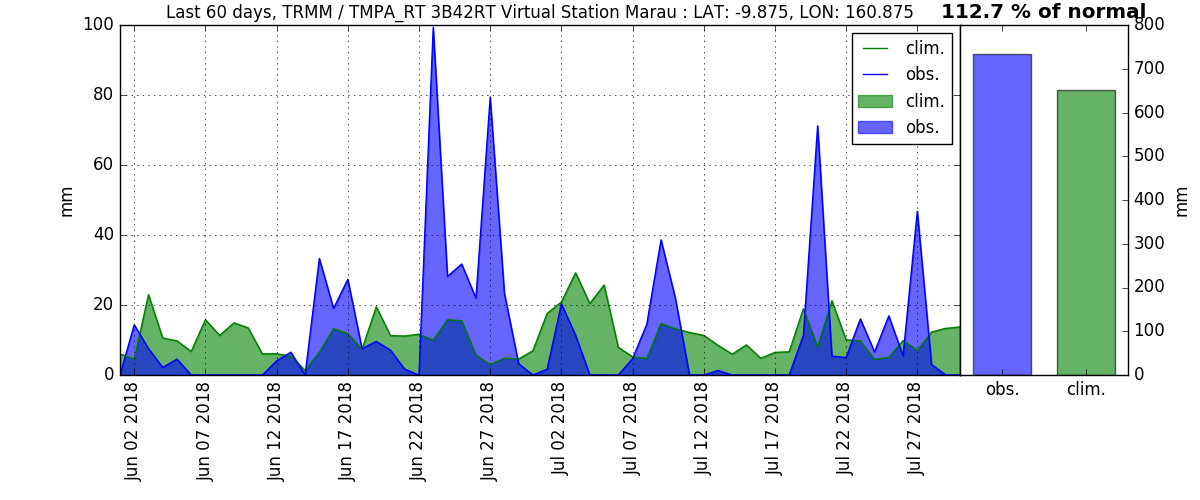 Last 60 days, TRMM / TMPA_RT 3B42RT Virtual Station Marau : LAT: -9.875, LON: 160.875
112.7 % of normal
mm
100
80
60
40
20
0
clim.
obs.
clim.
obs.
Jun 02 2018
Jun 07 2018
Jun 12 2018
Jun 17 2018
Jun 22 2018
Jun 27 2018
Jul 02 2018
Jul 07 2018
Jul 12 2018
Jul 17 2018
Jul 22 2018
Jul 27 2018
800
700
600
500
400
300
200
100
0
mm
obs.
clim.